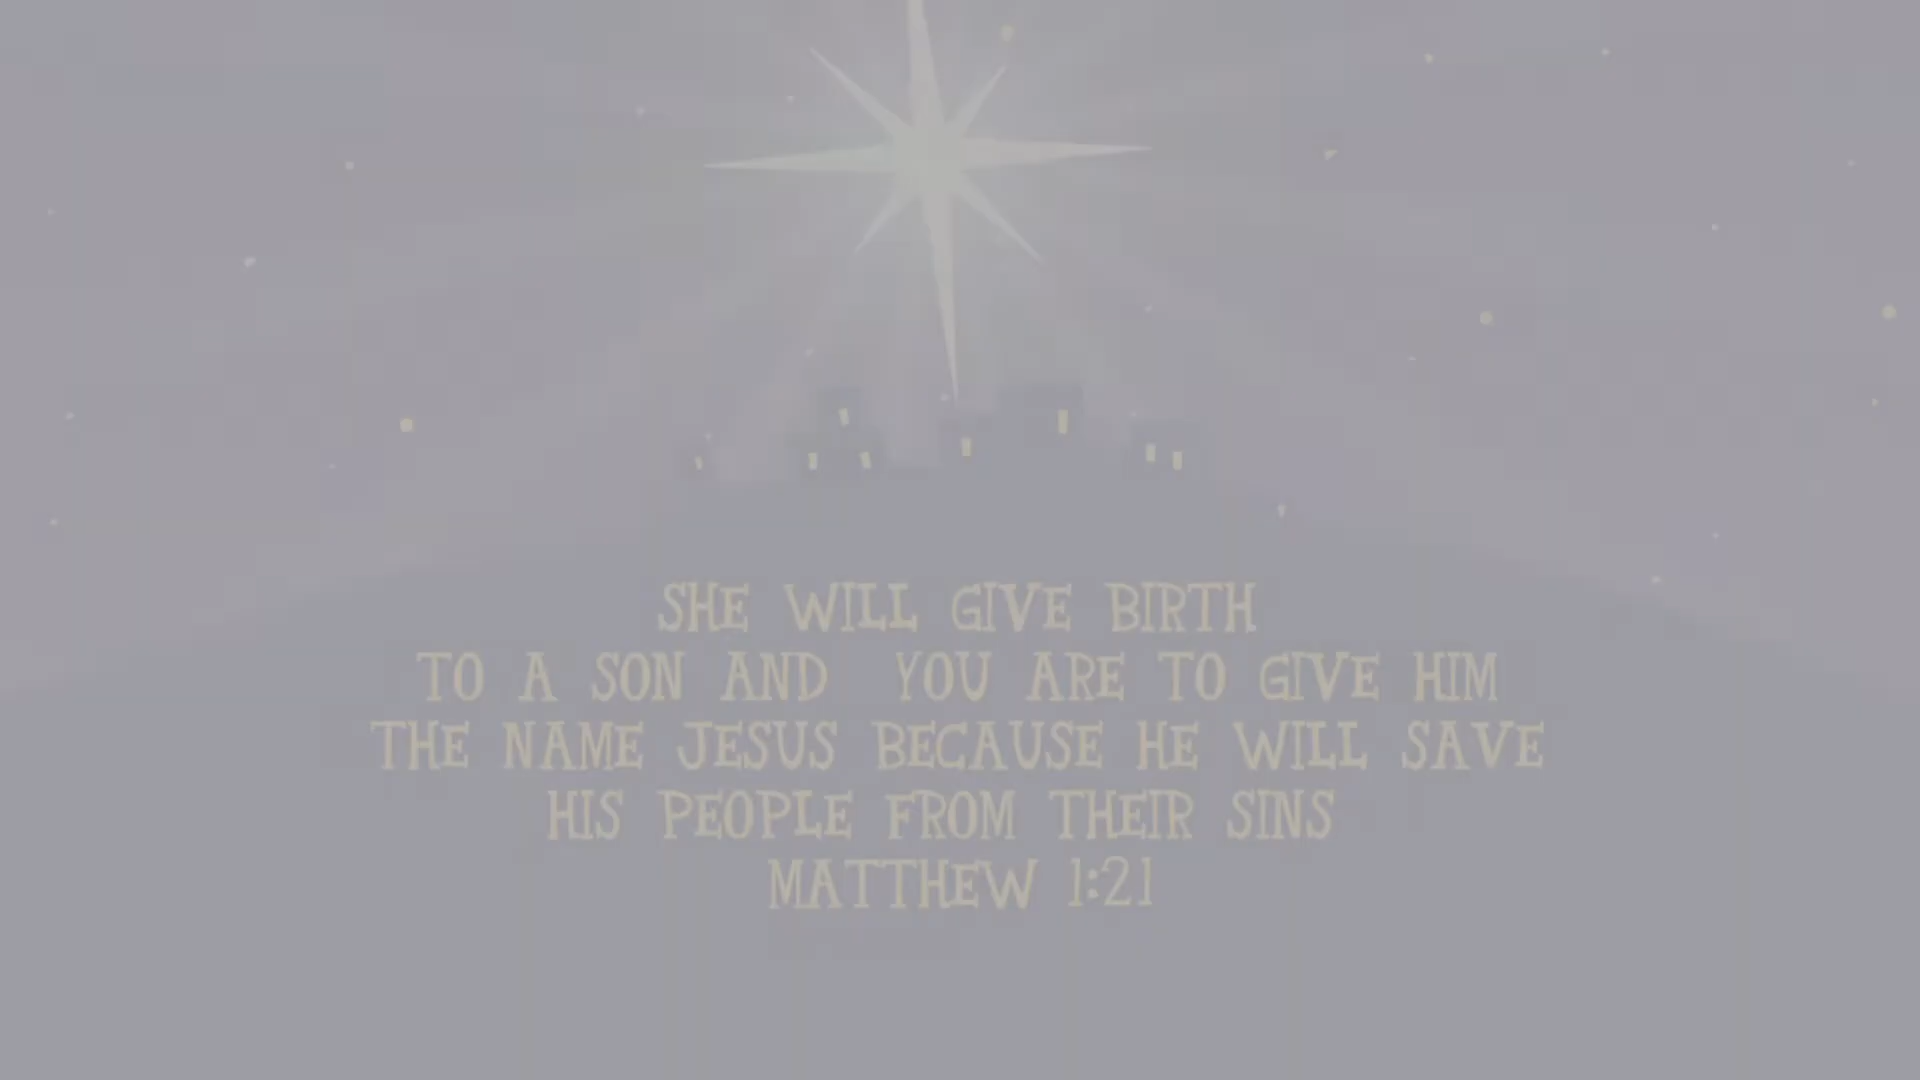 SHE WILL GIVE BIRTH
TO A SON AND YOU ARE TO GIVE HIM
THE NAME JESUS BECAUSE HE WILL SAVE
HIS PEOPLE FROM THEIR SINS
MATTHEW 1:21